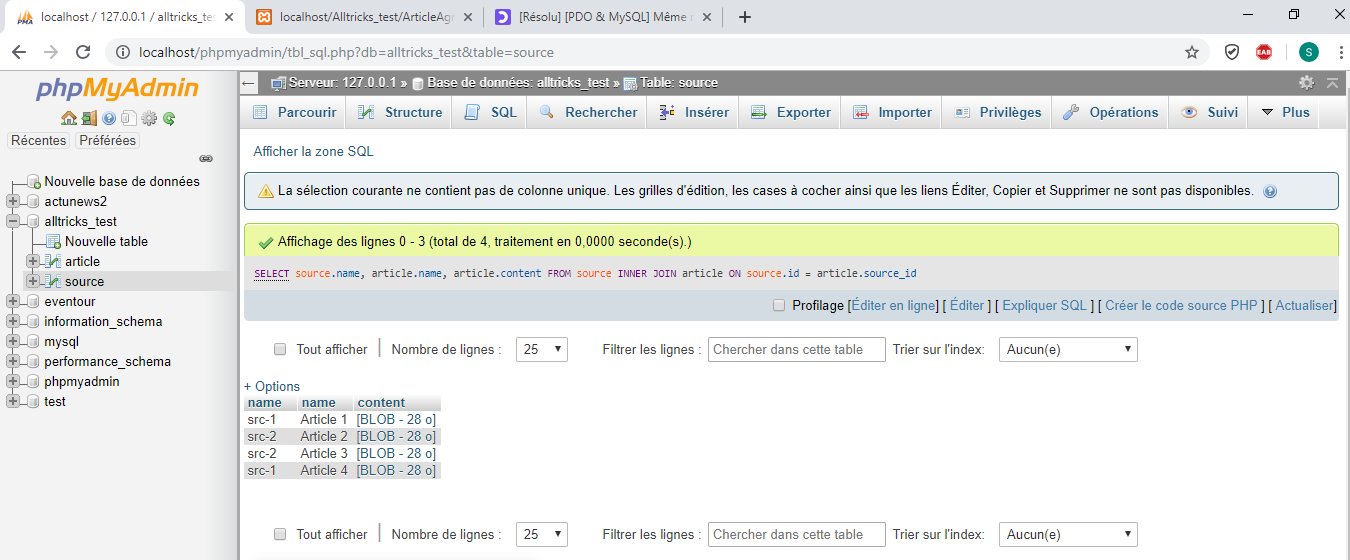 localhost / 127.0.0.1 / alltricks_tes
localhost/Alltricks_test/ArticleAgr
[Résolu] [PDO & MySQL] Même n
localhost/phpmyadmin/tbl_sql.php?db=alltricks_test&table=source
EAB
S
phpMyAdmin
Récentes Préférées
Nouvelle base de données
actunews2
alltricks_test
Nouvelle table
article
source
eventour
information_schema
mysql
performance_schema
phpmyadmin
test
Serveur: 127.0.0.1 » Base de données: alltricks_test » Table: source
Parcourir Structure SQL Rechercher Insérer Exporter Importer Privilèges Opérations Suivi Plus
Afficher la zone SQL
La sélection courante ne contient pas de colonne unique. Les grilles d'édition, les cases à cocher ainsi que les liens Éditer, Copier et Supprimer ne sont pas disponibles.
Affichage des lignes 0 - 3 (total de 4, traitement en 0,0000 seconde(s).)
SELECT source.name, article.name, article.content FROM source INNER JOIN article ON source.id = article.source_id
Profilage [Éditer en ligne] [ Éditer ] [ Expliquer SQL ] [ Créer le code source PHP ] [ Actualiser]
Tout afficher | Nombre de lignes : 25 Filtrer les lignes : Chercher dans cette table Trier sur l'index: Aucun(e)
+ Options
name name content
src-1 Article 1 [BLOB - 28 o]
src-2 Article 2 [BLOB - 28 o]
src-2 Article 3 [BLOB - 28 o]
src-1 Article 4 [BLOB - 28 o]
Tout afficher | Nombre de lignes : 25 Filtrer les lignes : Chercher dans cette table Trier sur l'index: Aucun(e)